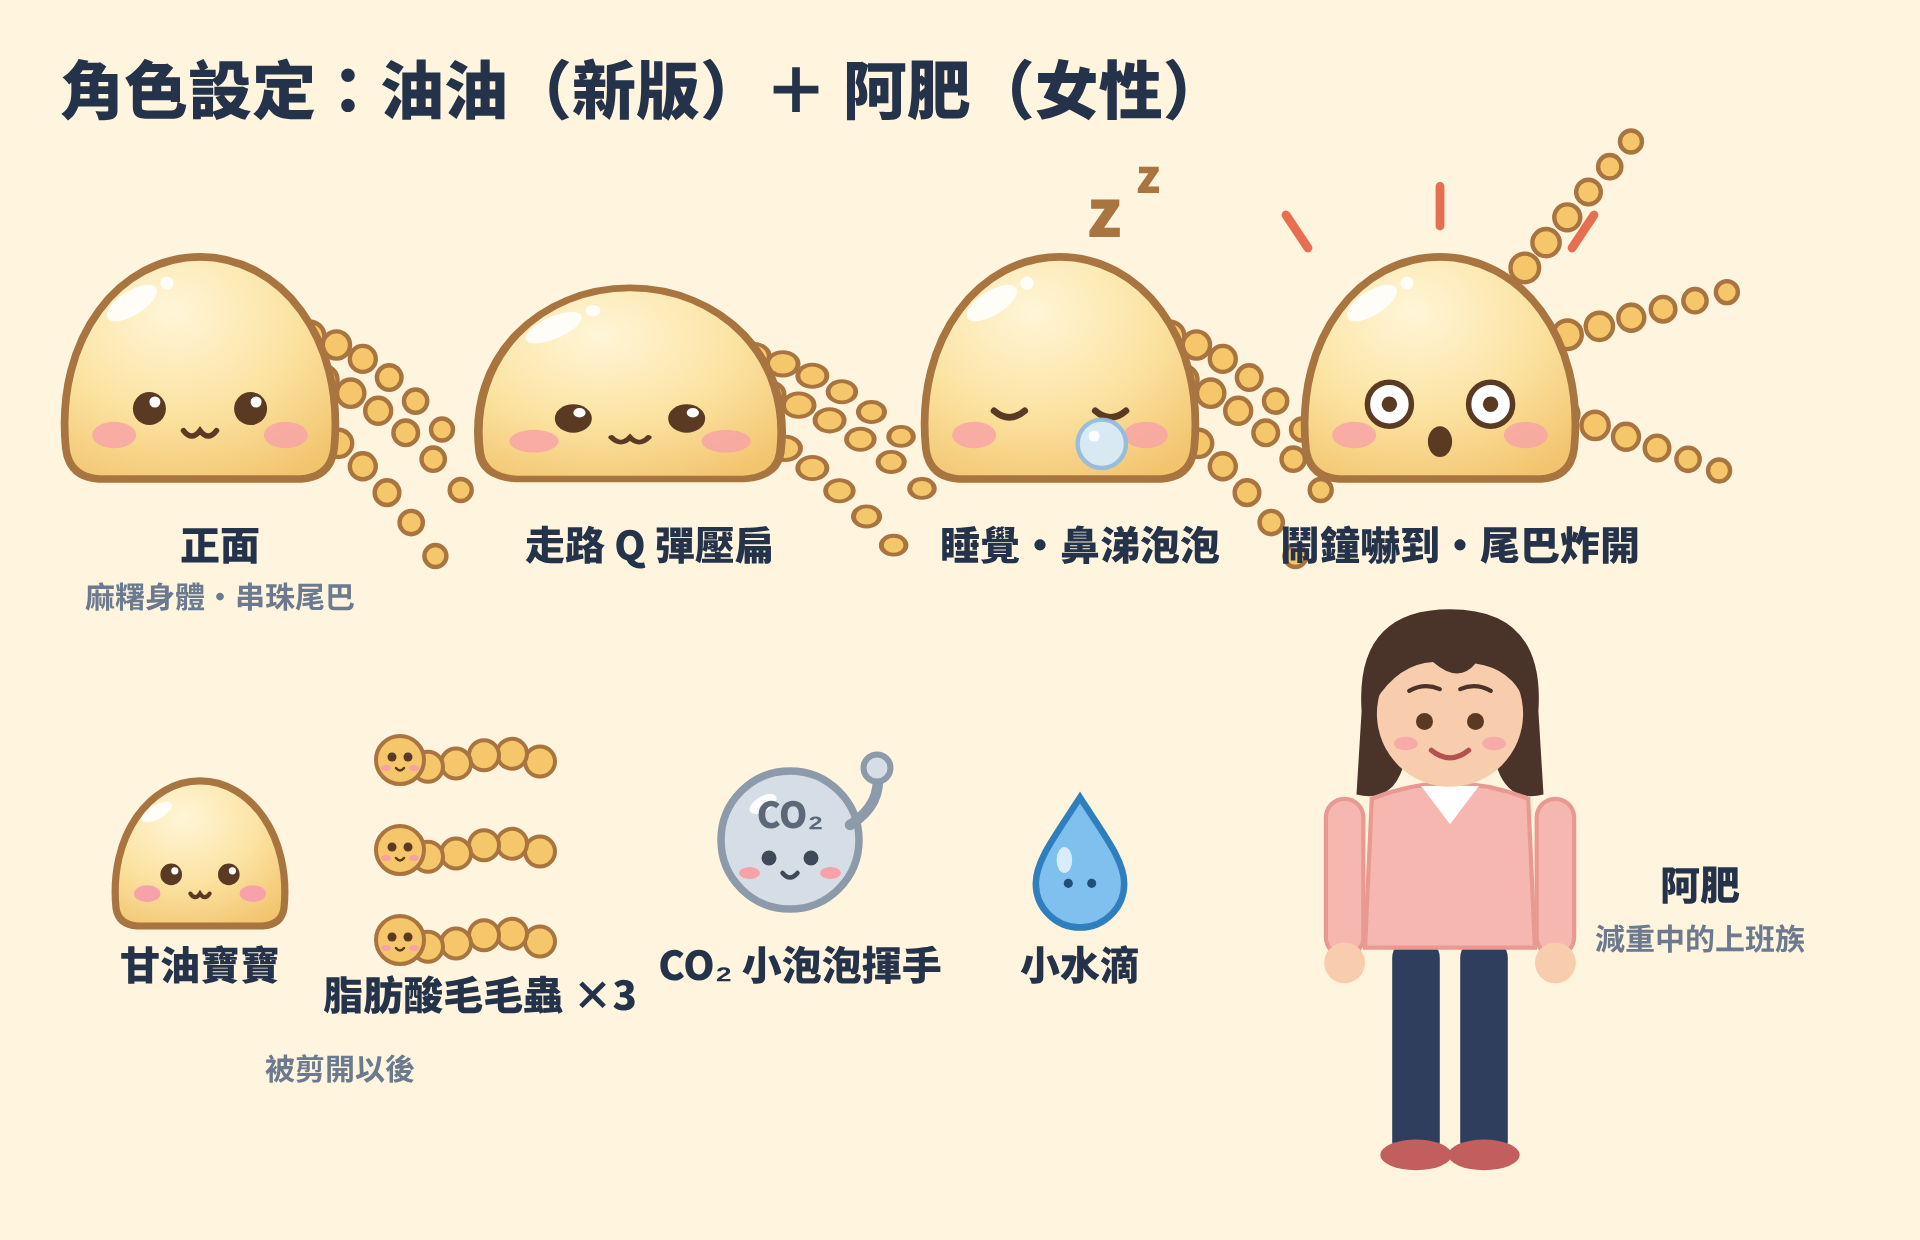 角色設定：油油（新版）＋ 阿肥（女性）
z
z
正面
麻糬身體・串珠尾巴
走路 Q 彈壓扁
睡覺・鼻涕泡泡
鬧鐘嚇到・尾巴炸開
CO₂
甘油寶寶
脂肪酸毛毛蟲 ×3
CO₂ 小泡泡揮手
小水滴
阿肥
減重中的上班族
被剪開以後